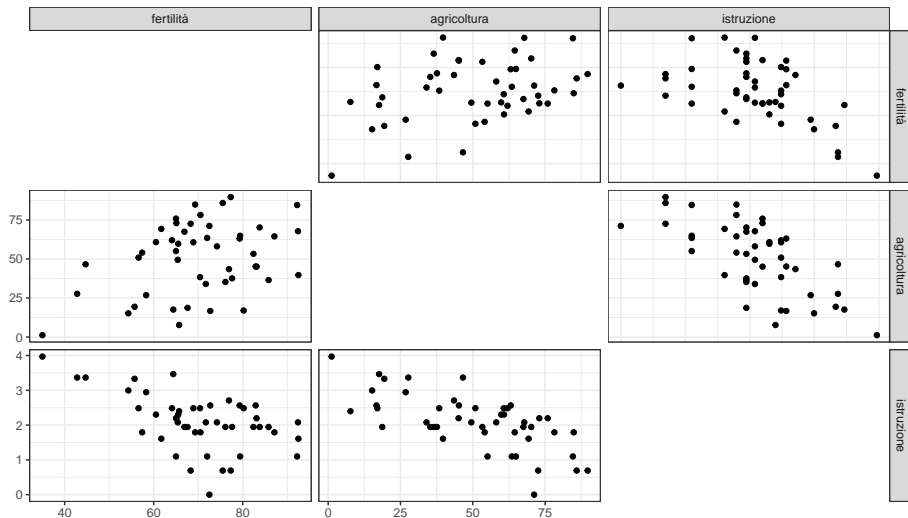 fertilità agricoltura istruzione
fertilità
75
50
25
0
agricoltura
4
3
2
1
0
istruzione
40 60 80 0 25 50 75